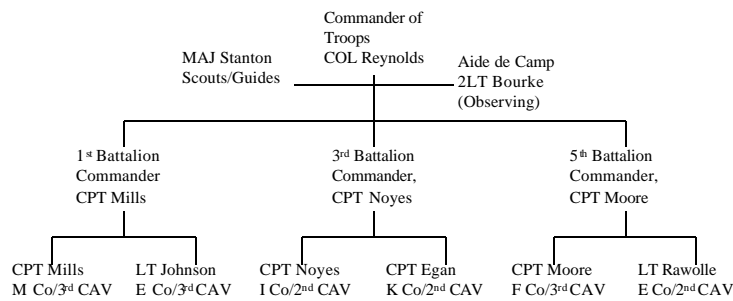 Commander of
Troops
COL Reynolds
MAJ Stanton
Scouts/Guides
Aide de Camp
2LT Bourke
(Observing)
1st Battalion
Commander
CPT Mills
3rd Battalion
Commander,
CPT Noyes
5th Battalion
Commander,
CPT Moore
CPT Mills
M Co/3rd CAV
LT Johnson
E Co/3rd CAV
CPT Noyes
I Co/2nd CAV
CPT Egan
K Co/2nd CAV
CPT Moore
F Co/3rd CAV
LT Rawolle
E Co/2nd CAV